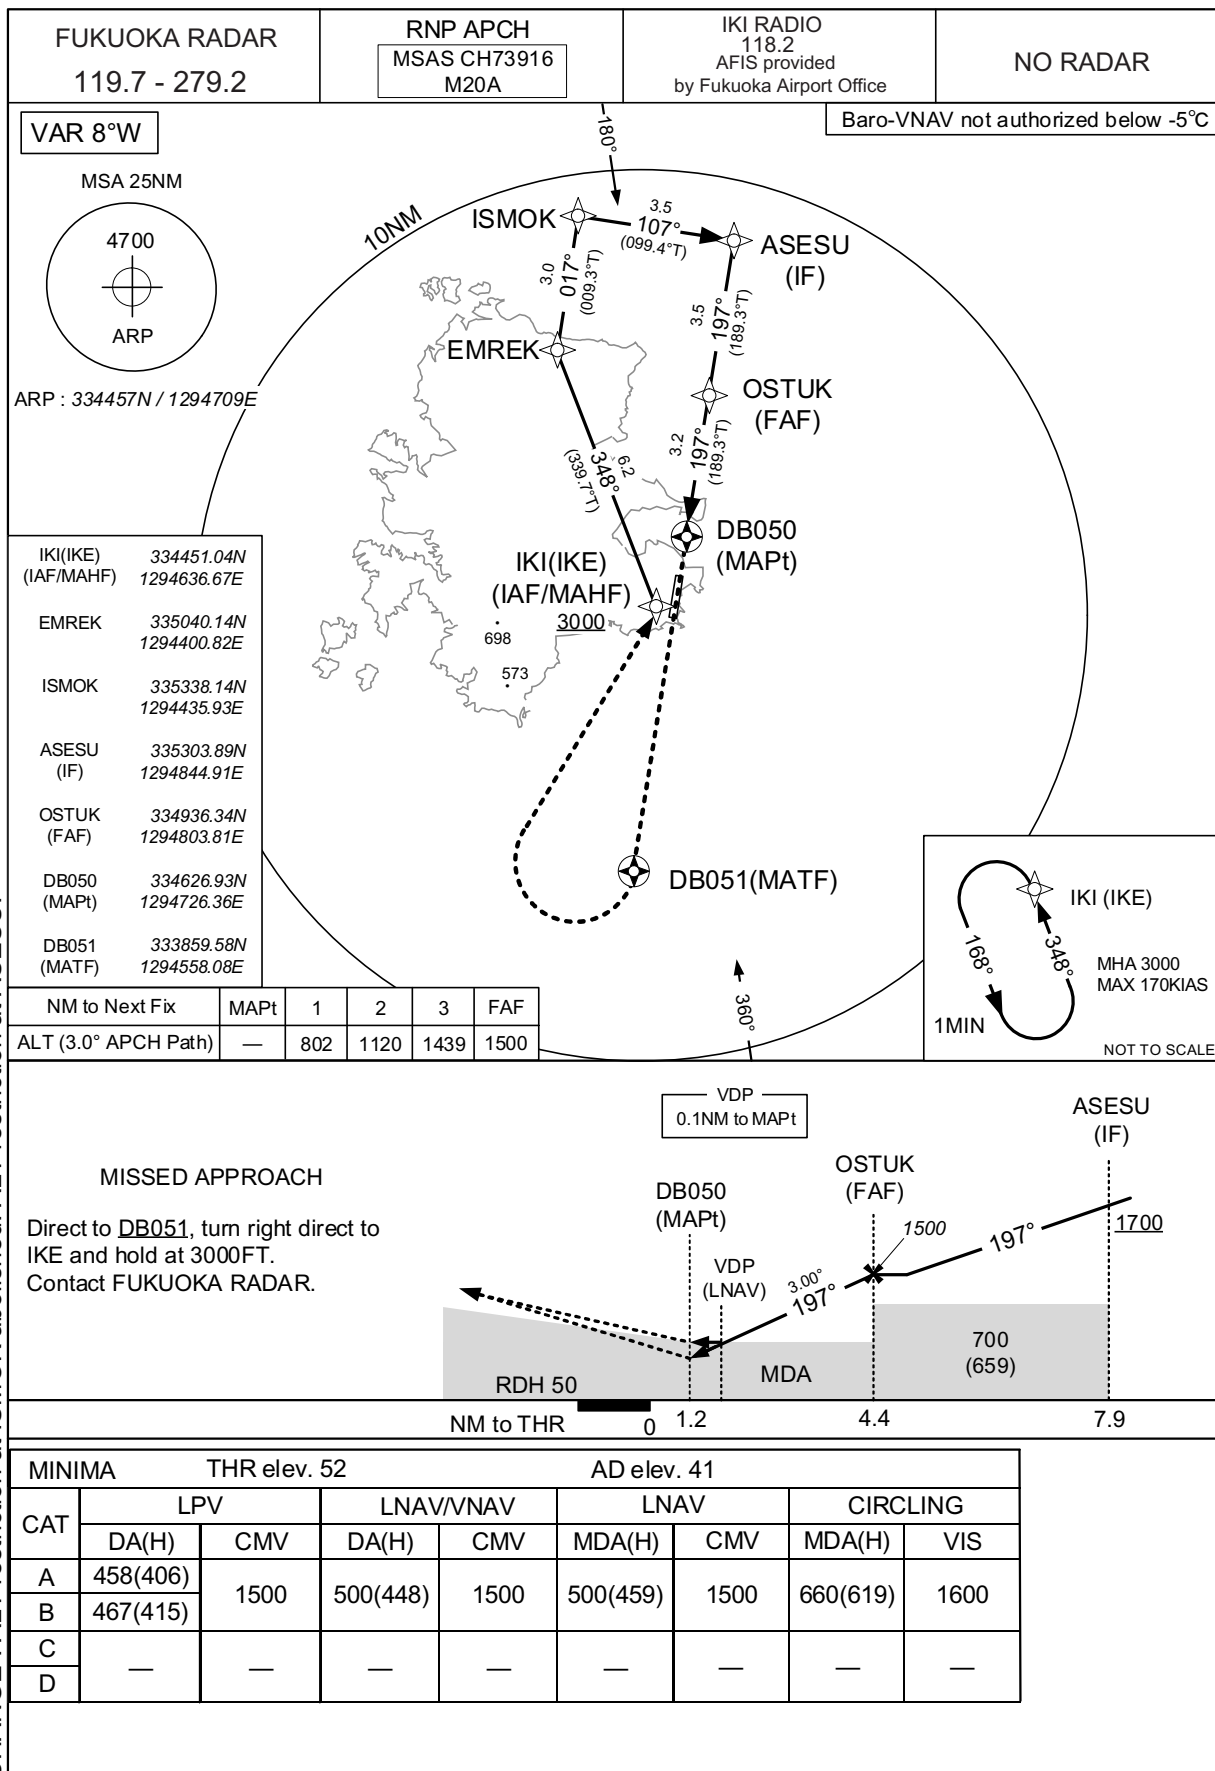 FUKUOKA RADAR
119.7 - 279.2
RNP APCH
MSAS CH73916
M20A
IKI RADIO
118.2
AFIS provided
by Fukuoka Airport Office
NO RADAR
VAR 8°W
Baro-VNAV not authorized below -5°C
MSA 25NM
4700
ARP
ARP : 334457N / 1294709E
10NM
180°
ISMOK
3.5
107°
(099.4°T)
ASESU
(IF)
3.0
017°
(009.3°T)
3.5
197°
(189.3°T)
EMREK
OSTUK
(FAF)
6.2
348°
(339.7°T)
3.2
197°
(189.3°T)
DB050
(MAPt)
IKI(IKE)
(IAF/MAHF)
3000
698
573
DB051(MATF)
360°
IKI(IKE) 334451.04N
(IAF/MAHF) 1294636.67E
EMREK 335040.14N
1294400.82E
ISMOK 335338.14N
1294435.93E
ASESU 335303.89N
(IF) 1294844.91E
OSTUK 334936.34N
(FAF) 1294803.81E
DB050 334626.93N
(MAPt) 1294726.36E
DB051 333859.58N
(MATF) 1294558.08E
NM to Next Fix MAPt 1 2 3 FAF
ALT (3.0° APCH Path) — 802 1120 1439 1500
IKI (IKE)
168°
348°
MHA 3000
MAX 170KIAS
1MIN
NOT TO SCALE
VDP
0.1NM to MAPt
MISSED APPROACH
Direct to DB051, turn right direct to
IKE and hold at 3000FT.
Contact FUKUOKA RADAR.
ASESU
(IF)
OSTUK
(FAF)
DB050
(MAPt)
1500
1700
197°
VDP
(LNAV)
3.00°
197°
700
(659)
MDA
RDH 50
NM to THR 0 1.2 4.4 7.9
MINIMA THR elev. 52 AD elev. 41
CAT LPV LNAV/VNAV LNAV CIRCLING
DA(H) CMV DA(H) CMV MDA(H) CMV MDA(H) VIS
A 458(406) 1500 500(448) 1500 500(459) 1500 660(619) 1600
B 467(415)
C — — — — — — — —
D